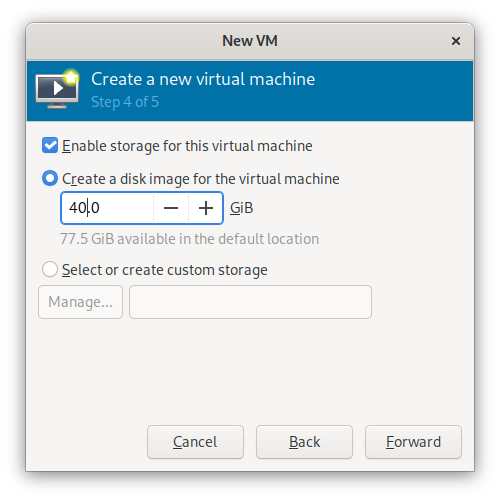 New VM
Create a new virtual machine
Step 4 of 5
Enable storage for this virtual machine
Create a disk image for the virtual machine
40.0 GiB
77.5 GiB available in the default location
Select or create custom storage
Manage...
Cancel Back Forward